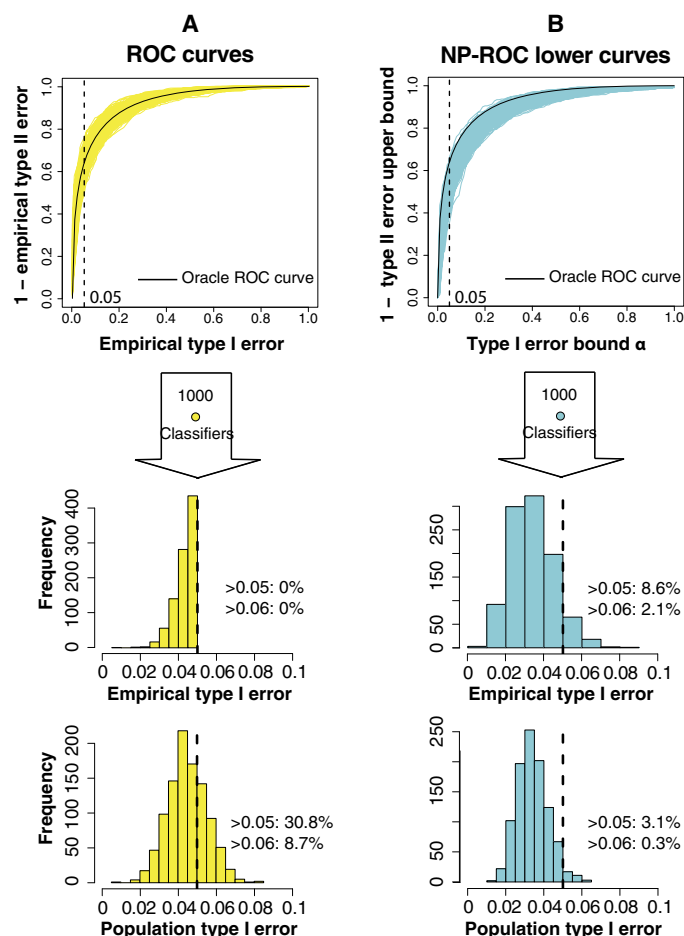 A
ROC curves
1 − empirical type II error
0.0 0.2 0.4 0.6 0.8 1.0
Oracle ROC curve
0.05
0.0 0.2 0.4 0.6 0.8 1.0
Empirical type I error
1000
Classifiers
Frequency
0 100 200 300 400
>0.05: 0%
>0.06: 0%
0 0.02 0.04 0.06 0.08 0.1
Empirical type I error
Frequency
0 50 100 150 200
>0.05: 30.8%
>0.06: 8.7%
0 0.02 0.04 0.06 0.08 0.1
Population type I error
B
NP-ROC lower curves
1 − type II error upper bound
0.0 0.2 0.4 0.6 0.8 1.0
Oracle ROC curve
0.05
0.0 0.2 0.4 0.6 0.8 1.0
Type I error bound α
1000
Classifiers
0 50 150 250
>0.05: 8.6%
>0.06: 2.1%
0 0.02 0.04 0.06 0.08 0.1
Empirical type I error
0 50 150 250
>0.05: 3.1%
>0.06: 0.3%
0 0.02 0.04 0.06 0.08 0.1
Population type I error